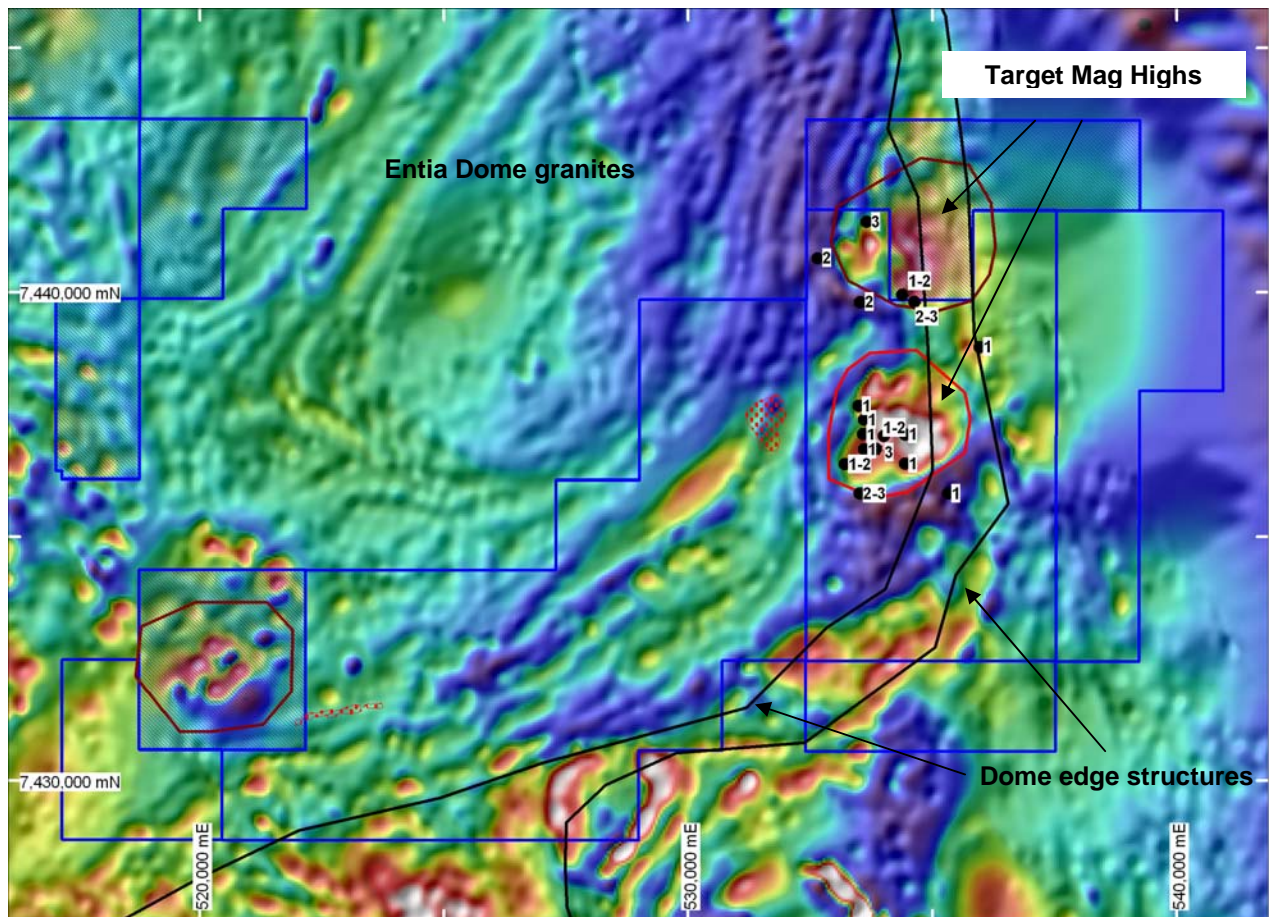 Target Mag Highs
Entia Dome granites
3
2
7,440,000 mN
1-2
2
2-3
1
1
1
1-2
1
1
1
3
1-2
1
2-3
1
Dome edge structures
7,430,000 mN
520,000 mE
530,000 mE
540,000 mE